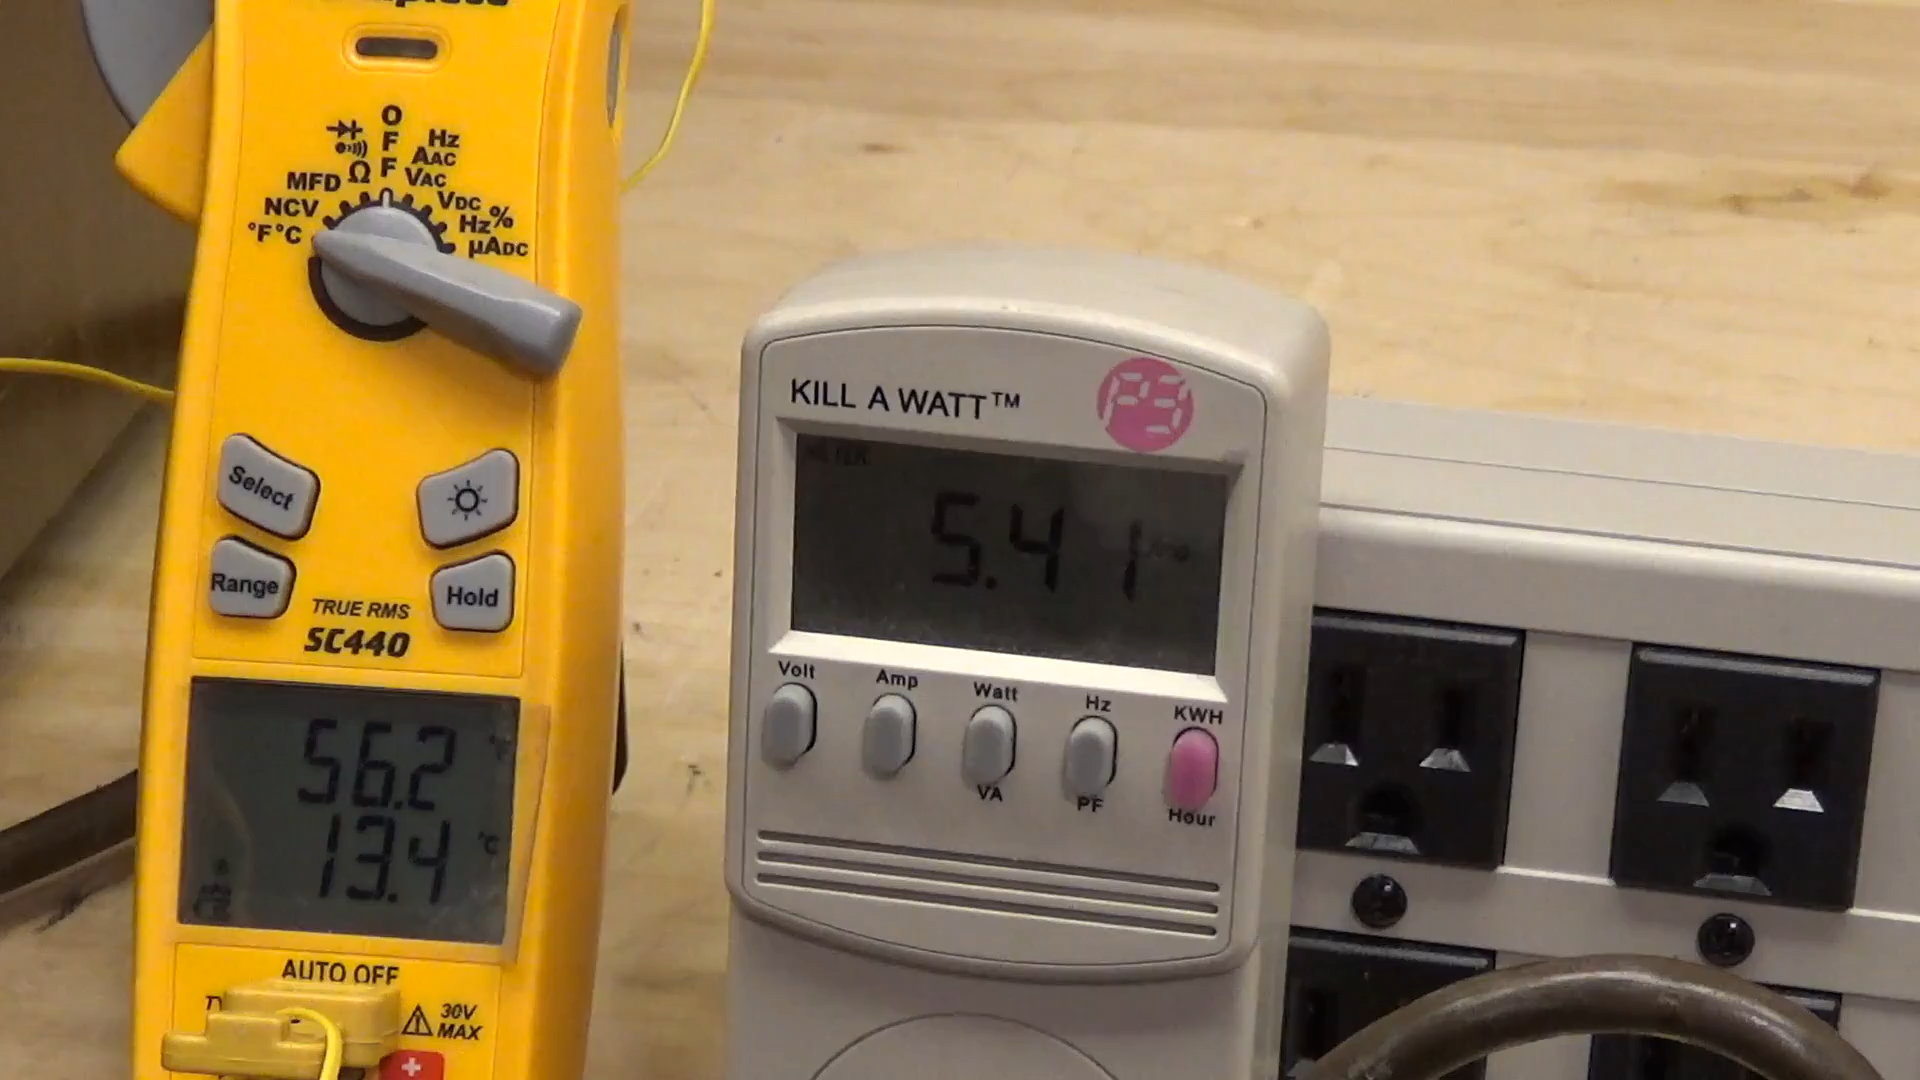 O
F
F
Hz
AAC
VAC
Ω
MFD
NCV
°F°C
VDC
Hz%
µADC
Select
Range
Hold
TRUE RMS
SC440
56.2
13.4 °C
AUTO OFF
30V
MAX
KILL A WATT™
P3
5.41
Volt
Amp
Watt
Hz
KWH
VA
PF
Hour